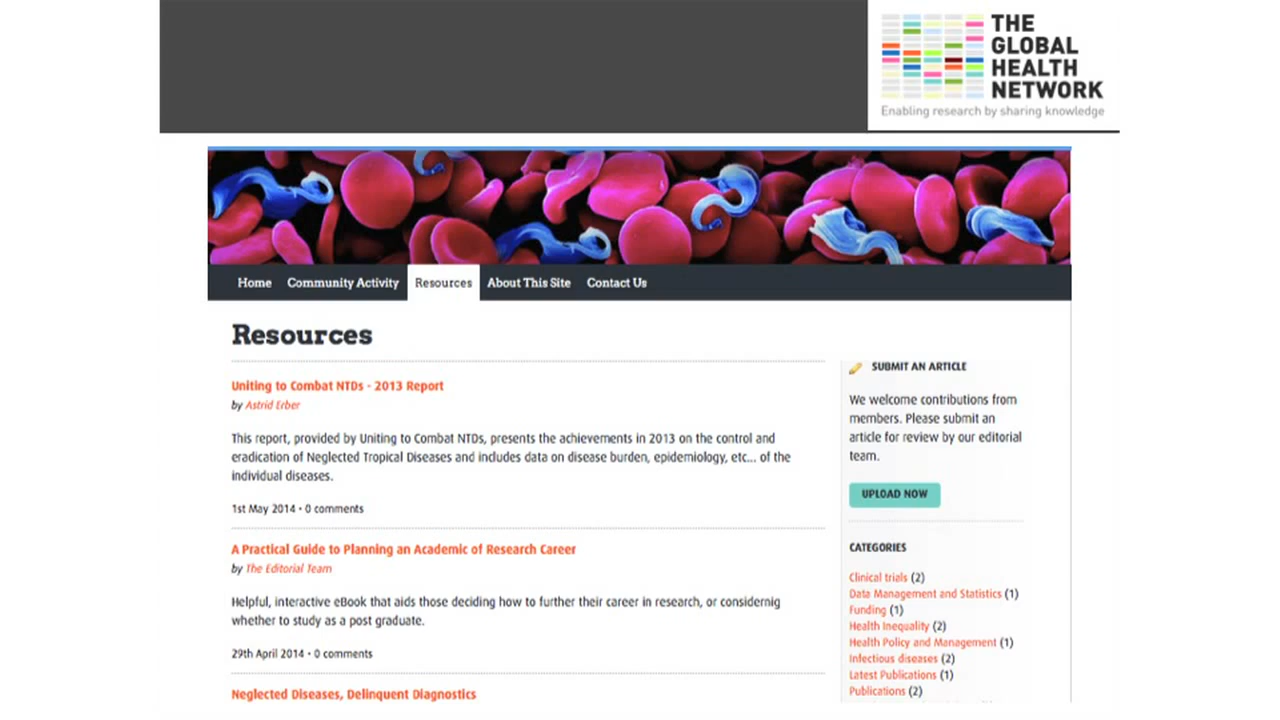 THE
GLOBAL
HEALTH
NETWORK
Enabling research by sharing knowledge
Home Community Activity Resources About This Site Contact Us
Resources
Uniting to Combat NTDs - 2013 Report
by Astrid Erber
This report, provided by Uniting to Combat NTDs, presents the achievements in 2013 on the control and
eradication of Neglected Tropical Diseases and includes data on disease burden, epidemiology, etc... of the
individual diseases.
1st May 2014 • 0 comments
A Practical Guide to Planning an Academic of Research Career
by The Editorial Team
Helpful, interactive eBook that aids those deciding how to further their career in research, or considernig
whether to study as a post graduate.
29th April 2014 • 0 comments
Neglected Diseases, Delinquent Diagnostics
SUBMIT AN ARTICLE
We welcome contributions from
members. Please submit an
article for review by our editorial
team.
UPLOAD NOW
CATEGORIES
Clinical trials (2)
Data Management and Statistics (1)
Funding (1)
Health Inequality (2)
Health Policy and Management (1)
Infectious diseases (2)
Latest Publications (1)
Publications (2)